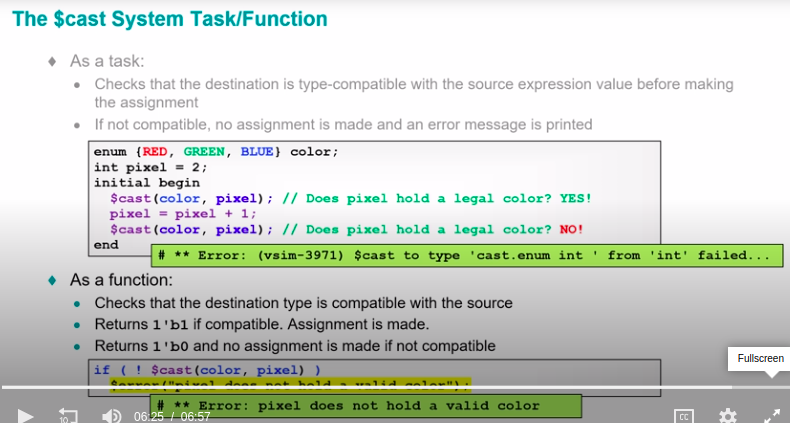 The $cast System Task/Function
♦ As a task:
• Checks that the destination is type-compatible with the source expression value before making
the assignment
• If not compatible, no assignment is made and an error message is printed
enum {RED, GREEN, BLUE} color;
int pixel = 2;
initial begin
$cast(color, pixel); // Does pixel hold a legal color? YES!
pixel = pixel + 1;
$cast(color, pixel); // Does pixel hold a legal color? NO!
end
# ** Error: (vsim-3971) $cast to type 'cast.enum int ' from 'int' failed...
♦ As a function:
• Checks that the destination type is compatible with the source
• Returns 1'b1 if compatible. Assignment is made.
• Returns 1'b0 and no assignment is made if not compatible
if ( ! $cast(color, pixel) )
$error("pixel does not hold a valid color");
# ** Error: pixel does not hold a valid color
Fullscreen
10
06:25 / 06:57
CC